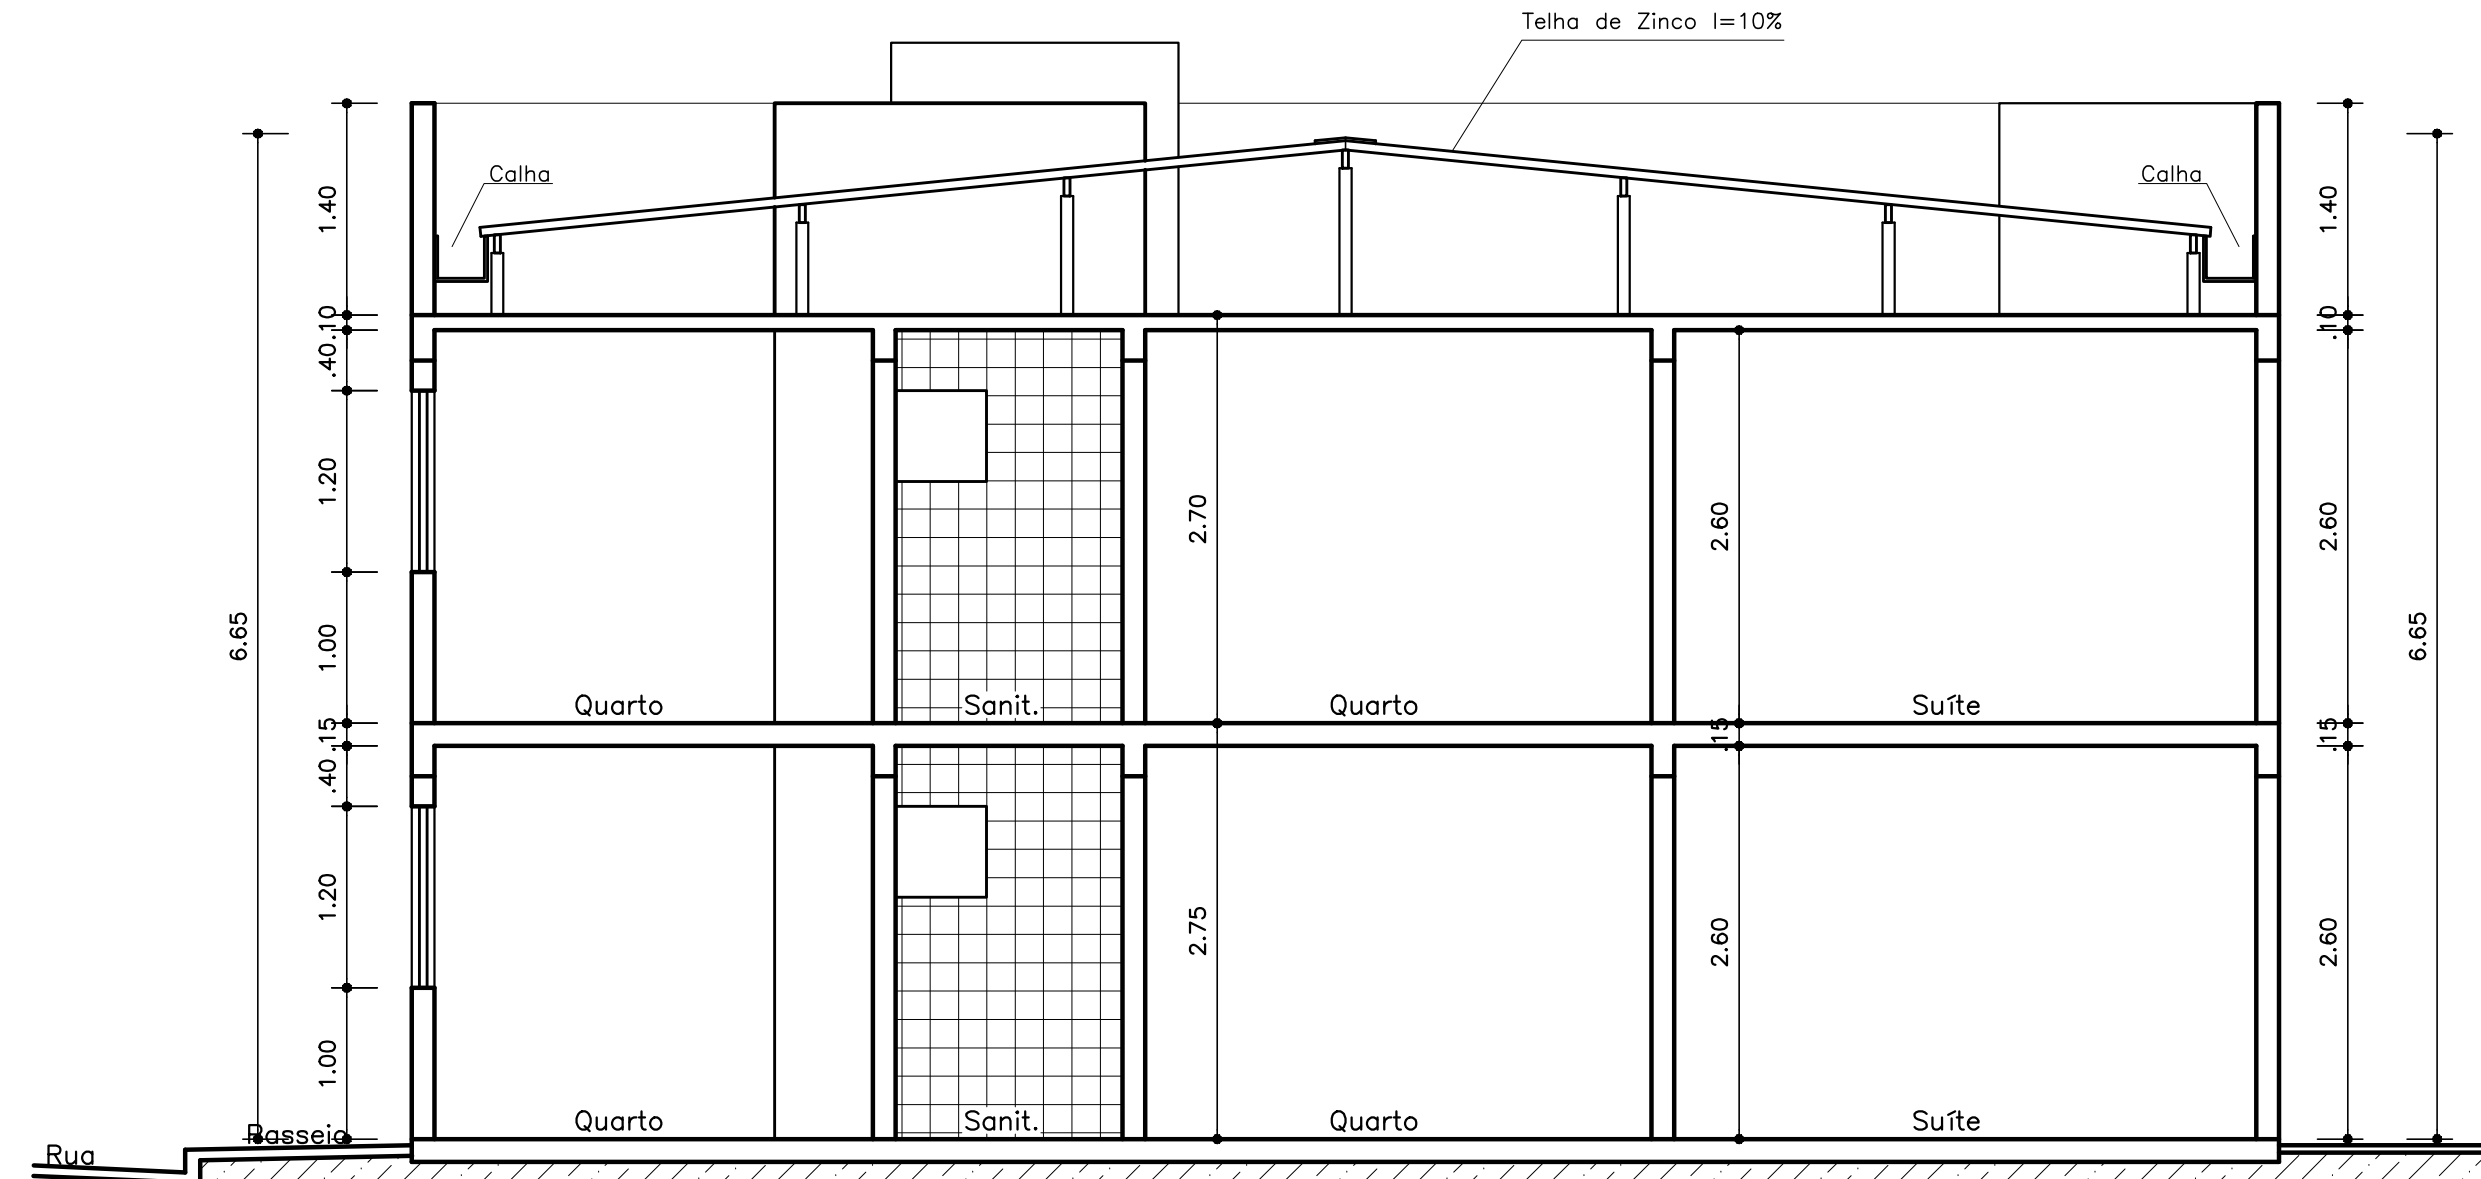 Telha de Zinco I=10%
Calha
Calha
1.40
1.40
.10
.10
.40
1.20
2.70
2.60
2.60
6.65
6.65
1.00
Quarto
Sanit.
Quarto
Suíte
.15
.15
.15
.40
1.20
2.75
2.60
2.60
1.00
Quarto
Sanit.
Quarto
Suíte
Passeio
Rua